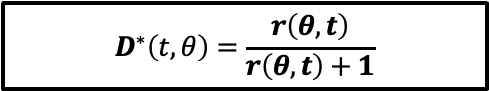 D*(t, θ) = r(θ, t) / r(θ, t) + 1